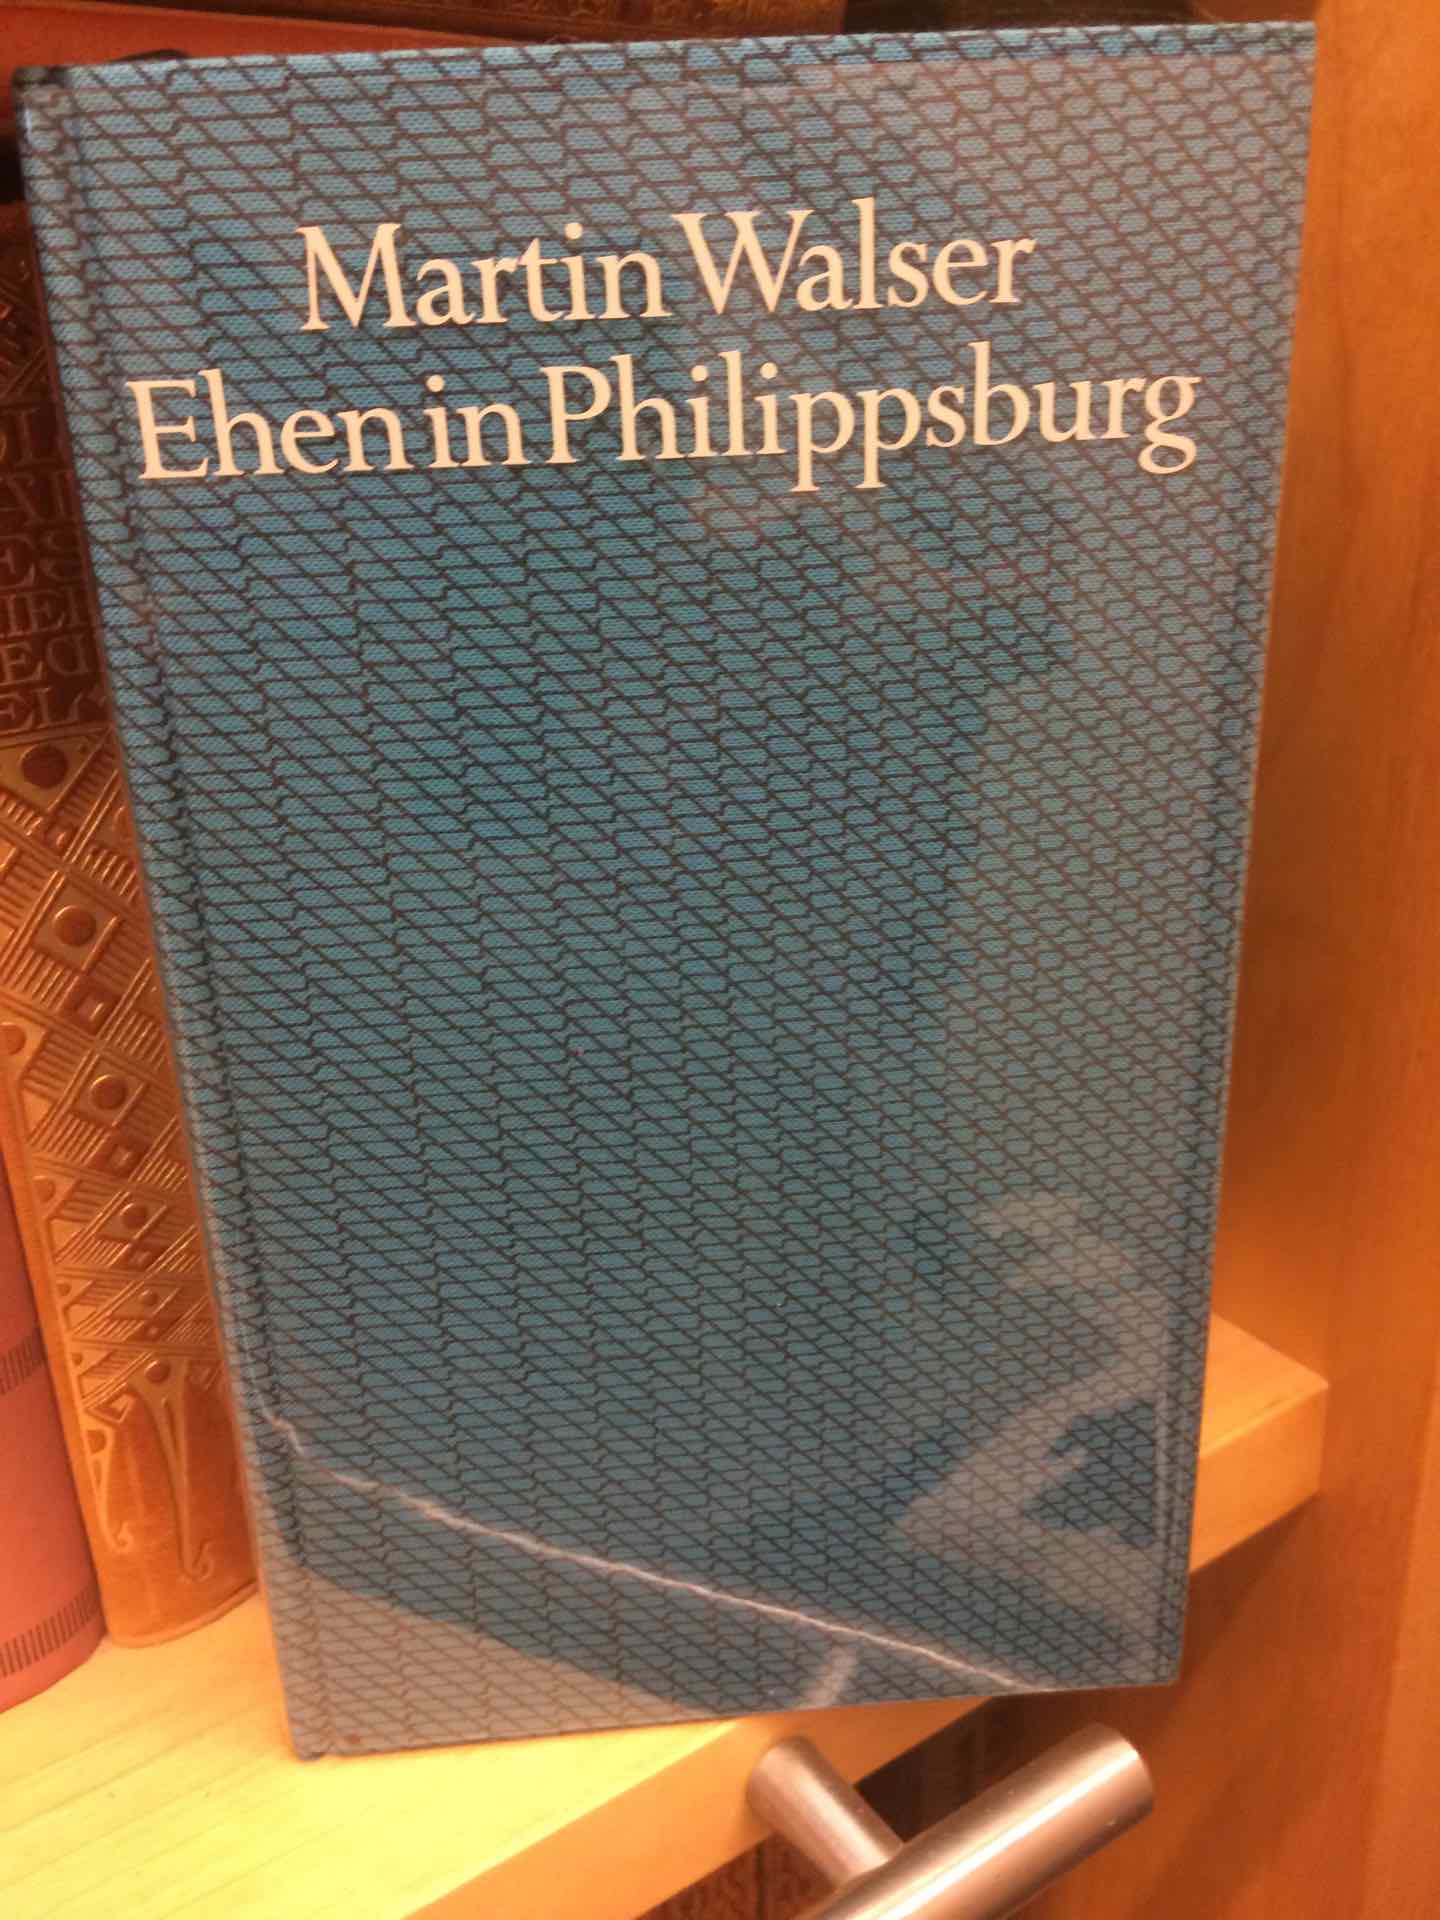 Martin Walser
Ehen in Philippsburg